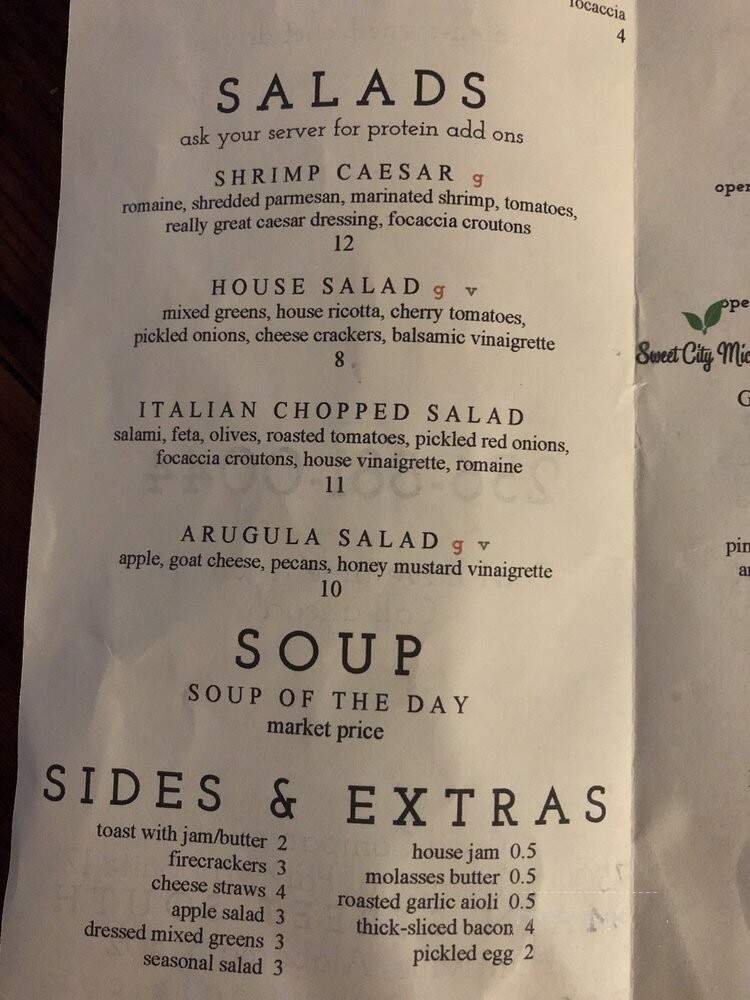 focaccia
4
SALADS
ask your server for protein add ons
SHRIMP CAESAR g
romaine, shredded parmesan, marinated shrimp, tomatoes,
really great caesar dressing, focaccia croutons
12
HOUSE SALAD g v
mixed greens, house ricotta, cherry tomatoes,
pickled onions, cheese crackers, balsamic vinaigrette
8
ITALIAN CHOPPED SALAD
salami, feta, olives, roasted tomatoes, pickled red onions,
focaccia croutons, house vinaigrette, romaine
11
ARUGULA SALAD g v
apple, goat cheese, pecans, honey mustard vinaigrette
10
SOUP
SOUP OF THE DAY
market price
SIDES & EXTRAS
toast with jam/butter 2
firecrackers 3
cheese straws 4
apple salad 3
dressed mixed greens 3
seasonal salad 3
house jam 0.5
molasses butter 0.5
roasted garlic aioli 0.5
thick-sliced bacon 4
pickled egg 2
Sweet City